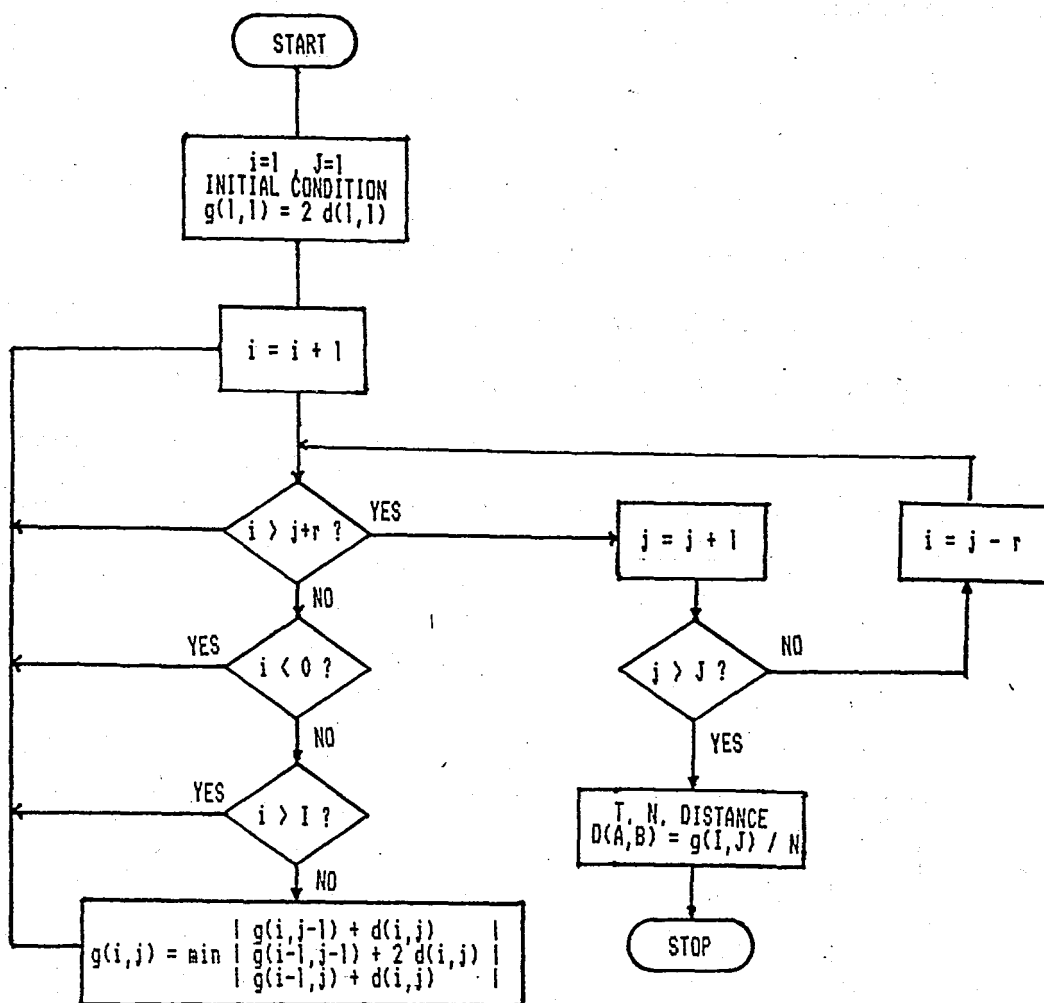 START
i=1 , J=1
INITIAL CONDITION
g(1,1) = 2 d(1,1)
i = i + 1
i > j+r ?
YES
j = j + 1
i = j - r
NO
YES
i < 0 ?
j > J ?
NO
NO
YES
YES
i > I ?
T. N. DISTANCE
D(A,B) = g(I,J) / N
NO
| g(i,j-1) + d(i,j) |
g(i,j) = min | g(i-1,j-1) + 2 d(i,j) |
| g(i-1,j) + d(i,j) |
STOP